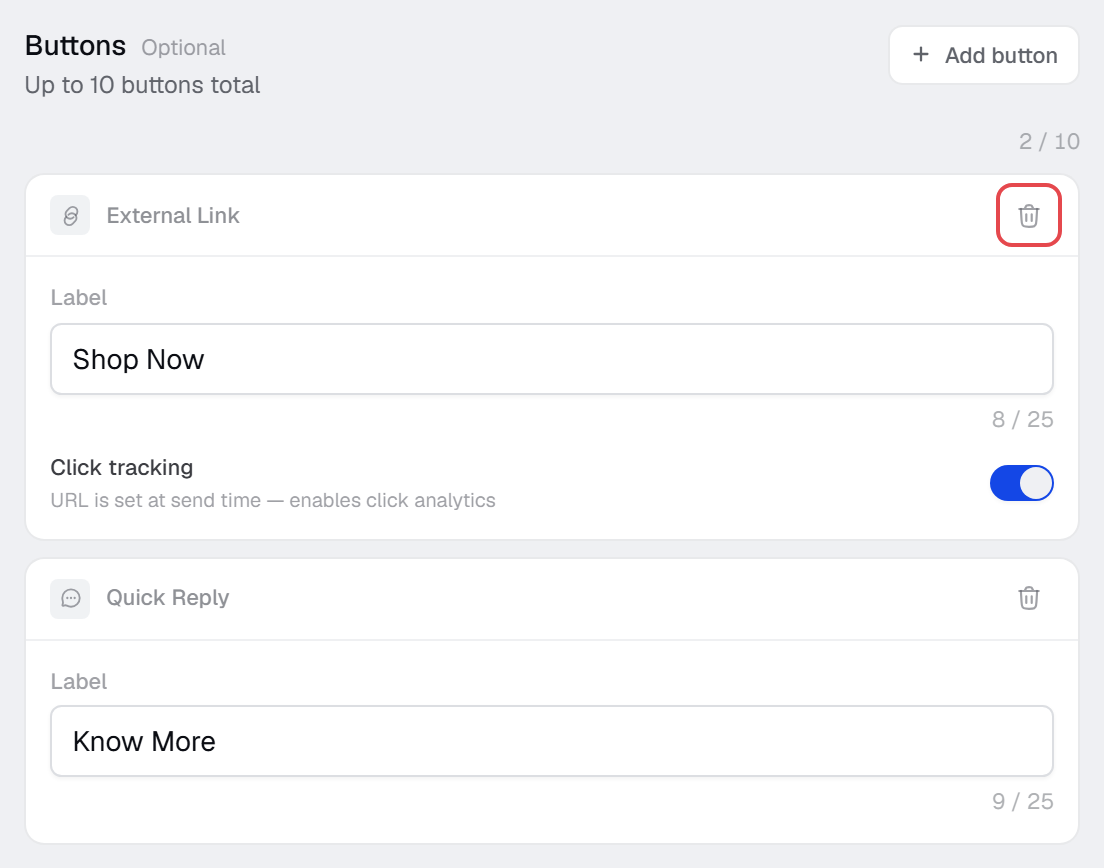 Buttons Optional
Up to 10 buttons total
+ Add button
2 / 10
External Link
Label
Shop Now
8 / 25
Click tracking
URL is set at send time — enables click analytics
Quick Reply
Label
Know More
9 / 25